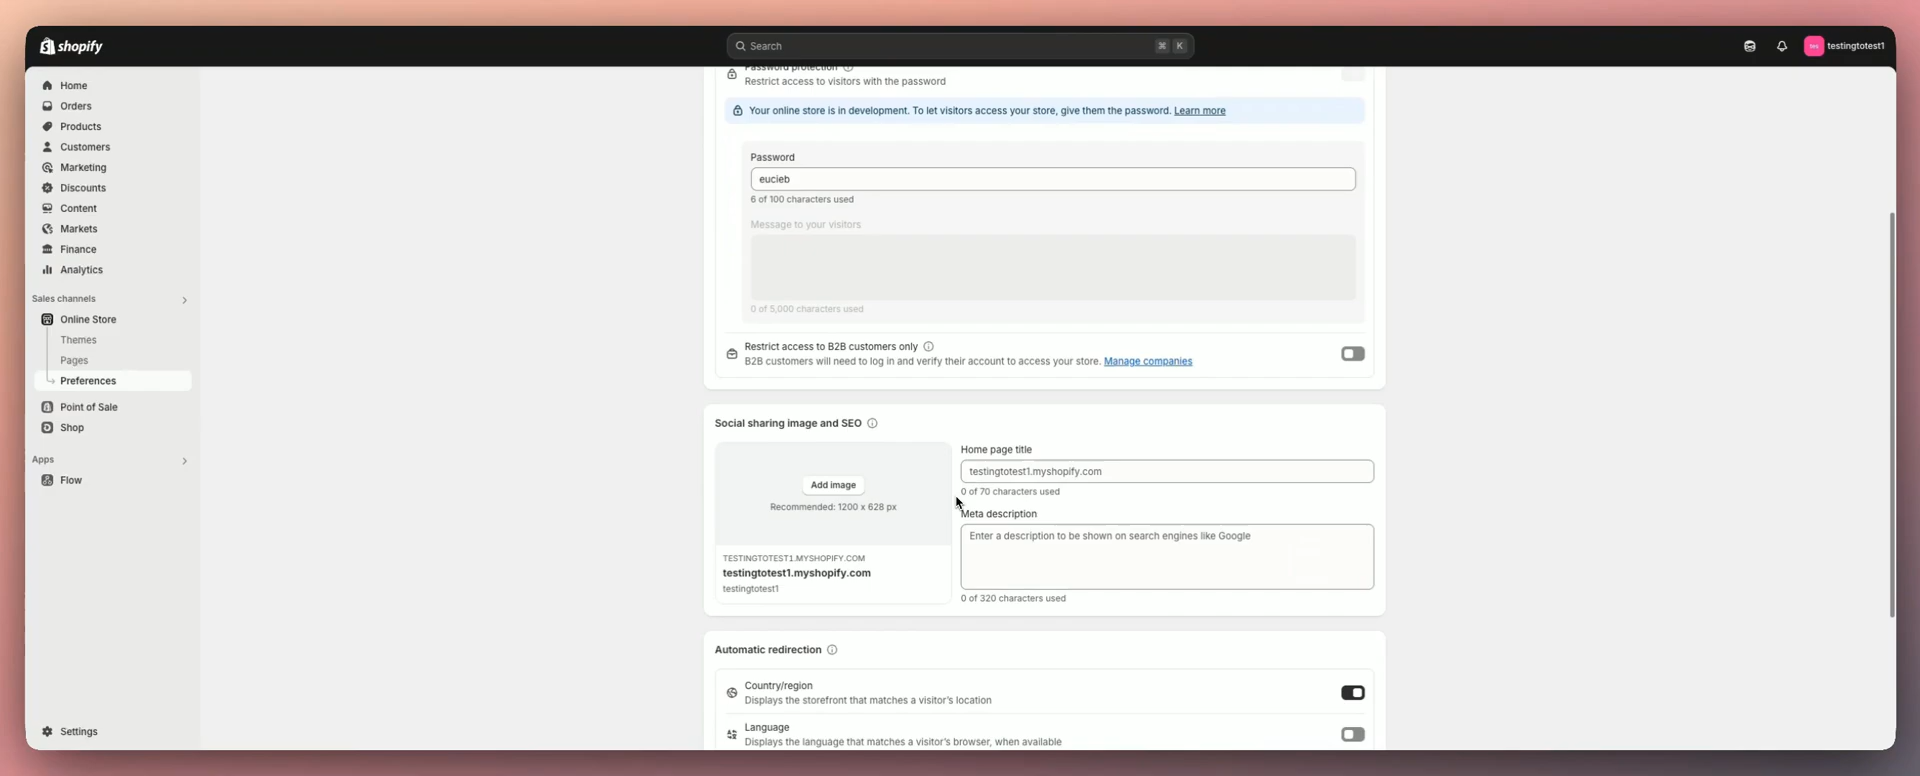 shopify
Search
⌘ K
testingtotest1
Home
Orders
Products
Customers
Marketing
Discounts
Content
Markets
Finance
Analytics
Sales channels
Online Store
Themes
Pages
Preferences
Point of Sale
Shop
Apps
Flow
Settings
Password protection
Restrict access to visitors with the password
Your online store is in development. To let visitors access your store, give them the password. Learn more
Password
eucieb
6 of 100 characters used
Message to your visitors
0 of 5,000 characters used
Restrict access to B2B customers only
B2B customers will need to log in and verify their account to access your store. Manage companies
Social sharing image and SEO
Add image
Recommended: 1200 x 628 px
TESTINGTOTEST1.MYSHOPIFY.COM
testingtotest1.myshopify.com
testingtotest1
Home page title
testingtotest1.myshopify.com
0 of 70 characters used
Meta description
Enter a description to be shown on search engines like Google
0 of 320 characters used
Automatic redirection
Country/region
Displays the storefront that matches a visitor's location
Language
Displays the language that matches a visitor's browser, when available